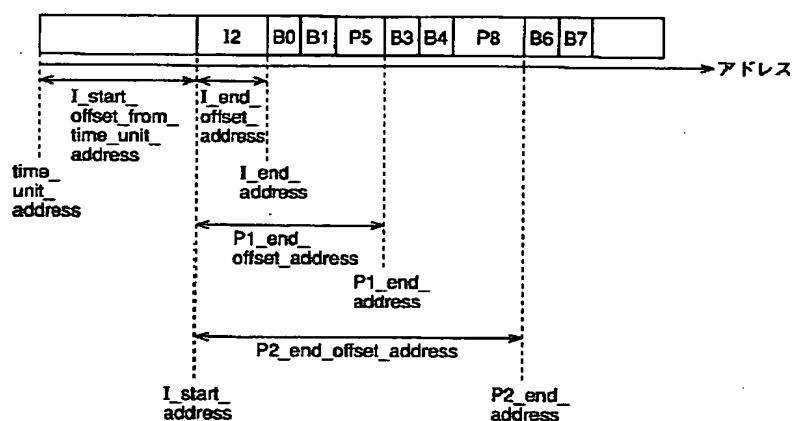 I2 B0 B1 P5 B3 B4 P8 B6 B7
アドレス
I_start_
offset_from_
time_unit_
address
I_end_
offset_
address
time_
unit_
address
I_end_
address
P1_end_
offset_address
P1_end_
address
P2_end_offset_address
I_start_
address
P2_end_
address